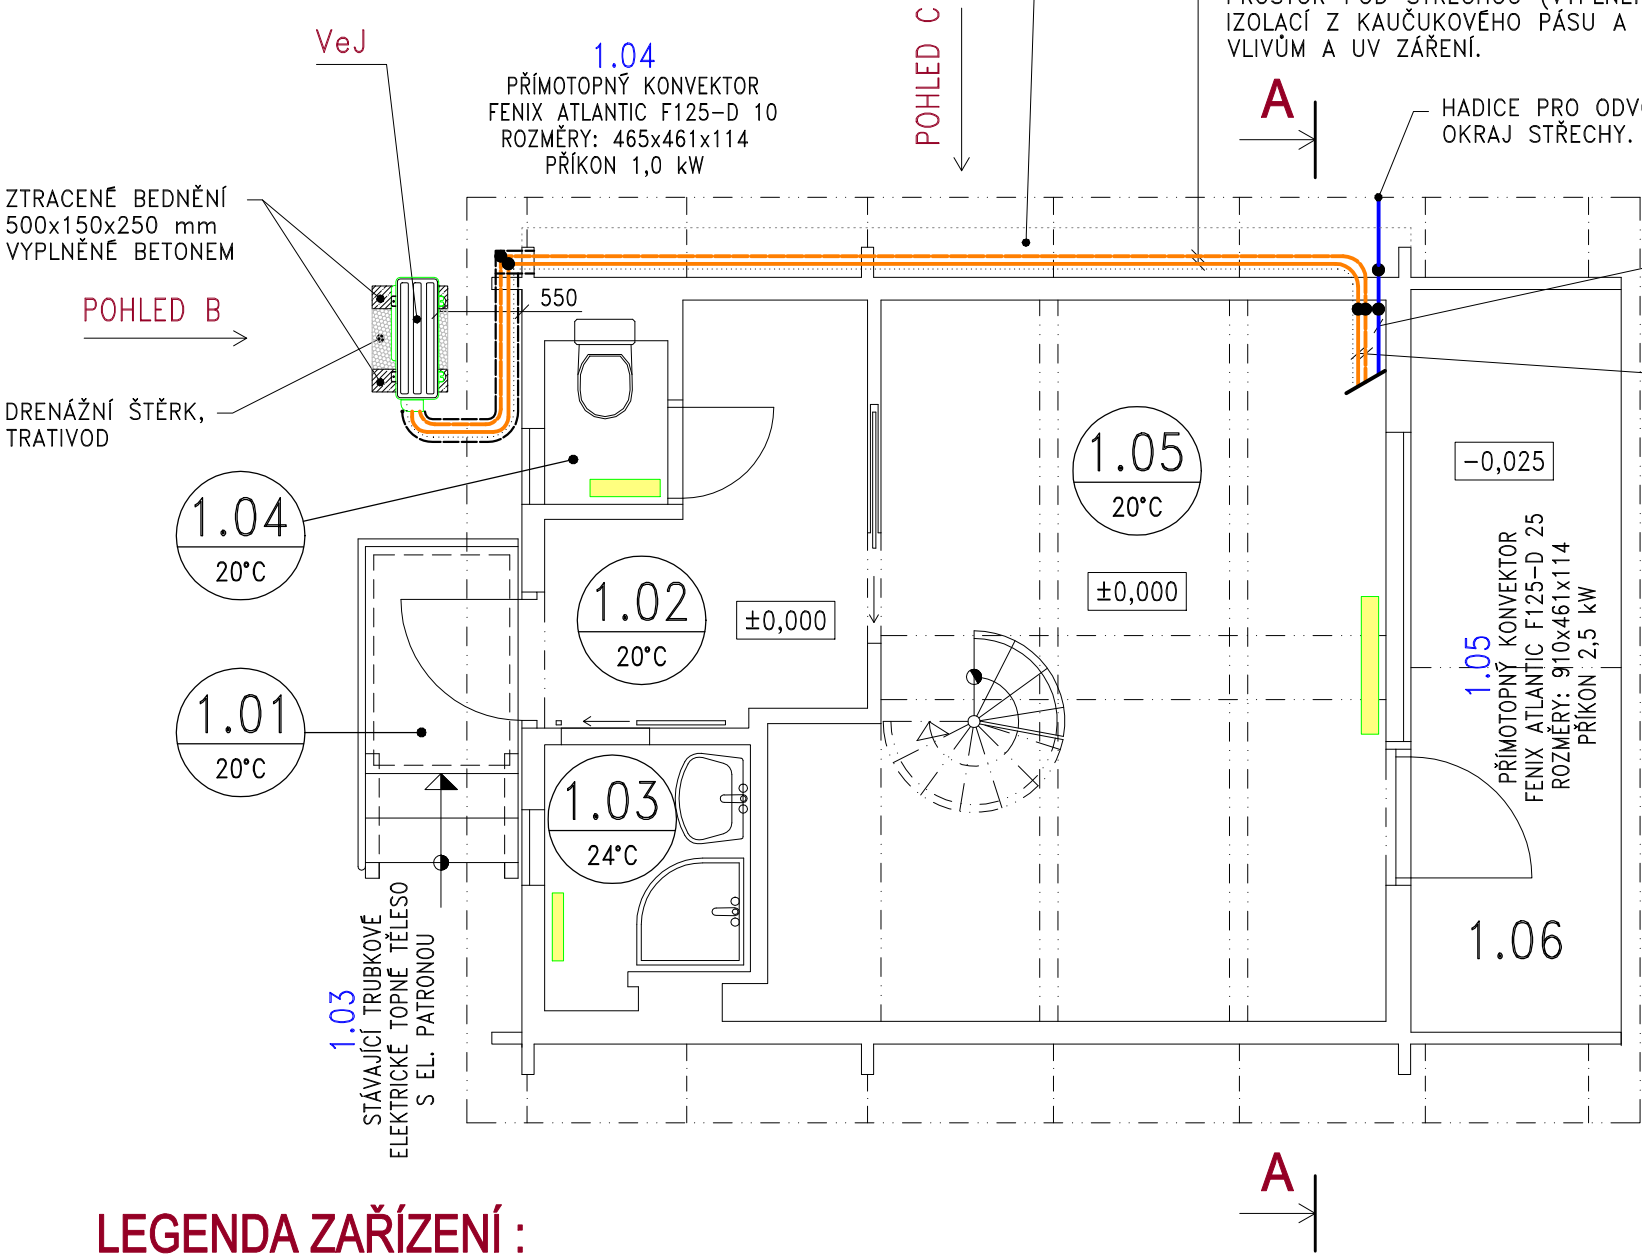 IZOLACÍ Z KAUČUKOVÉHO PÁSU A
VLIVŮM A UV ZÁŘENÍ.
VeJ
1.04
PŘÍMOTOPNÝ KONVEKTOR
FENIX ATLANTIC F125-D 10
ROZMĚRY: 465x461x114
PŘÍKON 1,0 kW
POHLED C
A
HADICE PRO
OKRAJ STŘECHY.
ZTRACENÉ BEDNĚNÍ
500x150x250 mm
VYPLNĚNÉ BETONEM
POHLED B
550
DRENÁŽNÍ ŠTĚRK,
TRATIVOD
1.04
20°C
1.05
20°C
-0,025
1.02
20°C
±0,000
±0,000
1.05
PŘÍMOTOPNÝ KONVEKTOR
FENIX ATLANTIC F125-D 25
ROZMĚRY: 910x461x114
PŘÍKON 2,5 kW
1.01
20°C
1.03
24°C
1.06
1.03
STÁVAJÍCÍ TRUBKOVÉ
ELEKTRICKÉ TOPNÉ TĚLESO
S EL. PATRONOU
A
LEGENDA ZAŘÍZENÍ :